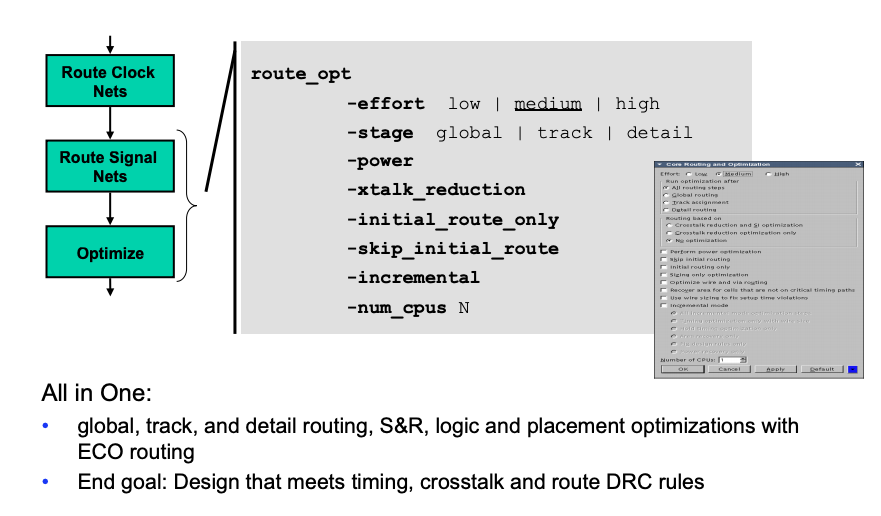 Route Clock
Nets
Route Signal
Nets
Optimize
route_opt
-effort low | medium | high
-stage global | track | detail
-power
-xtalk_reduction
-initial_route_only
-skip_initial_route
-incremental
-num_cpus N
Core Routing and Optimization
Effort: Low Medium High
Run optimization after
All routing steps
Global routing
Track assignment
Detail routing
Routing based on
Crosstalk reduction and SI optimization
Crosstalk reduction optimization only
No optimization
Perform power optimization
Skip initial routing
Initial routing only
Sizing only optimization
Optimize wire and via routing
Recover area for cells that are not on critical timing paths
Use wire sizing to fix setup time violations
Incremental mode
Number of CPUs: 1
OK Cancel Apply Default
All in One:
• global, track, and detail routing, S&R, logic and placement optimizations with
ECO routing
• End goal: Design that meets timing, crosstalk and route DRC rules